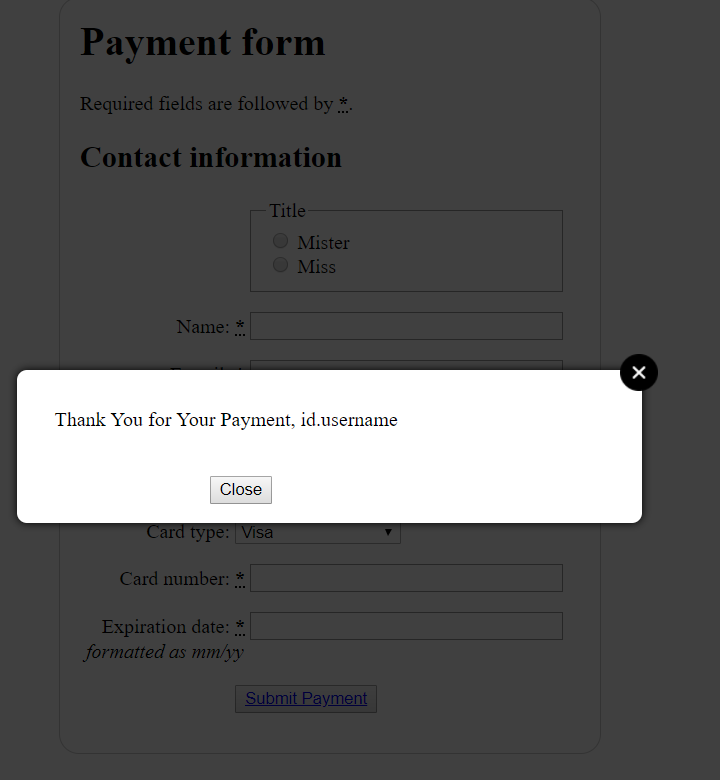 Payment form
Required fields are followed by *.
Contact information
Title
Mister
Miss
Name: *
Thank You for Your Payment, id.username
Close
Card type: Visa
Card number: *
Expiration date: *
formatted as mm/yy
Submit Payment